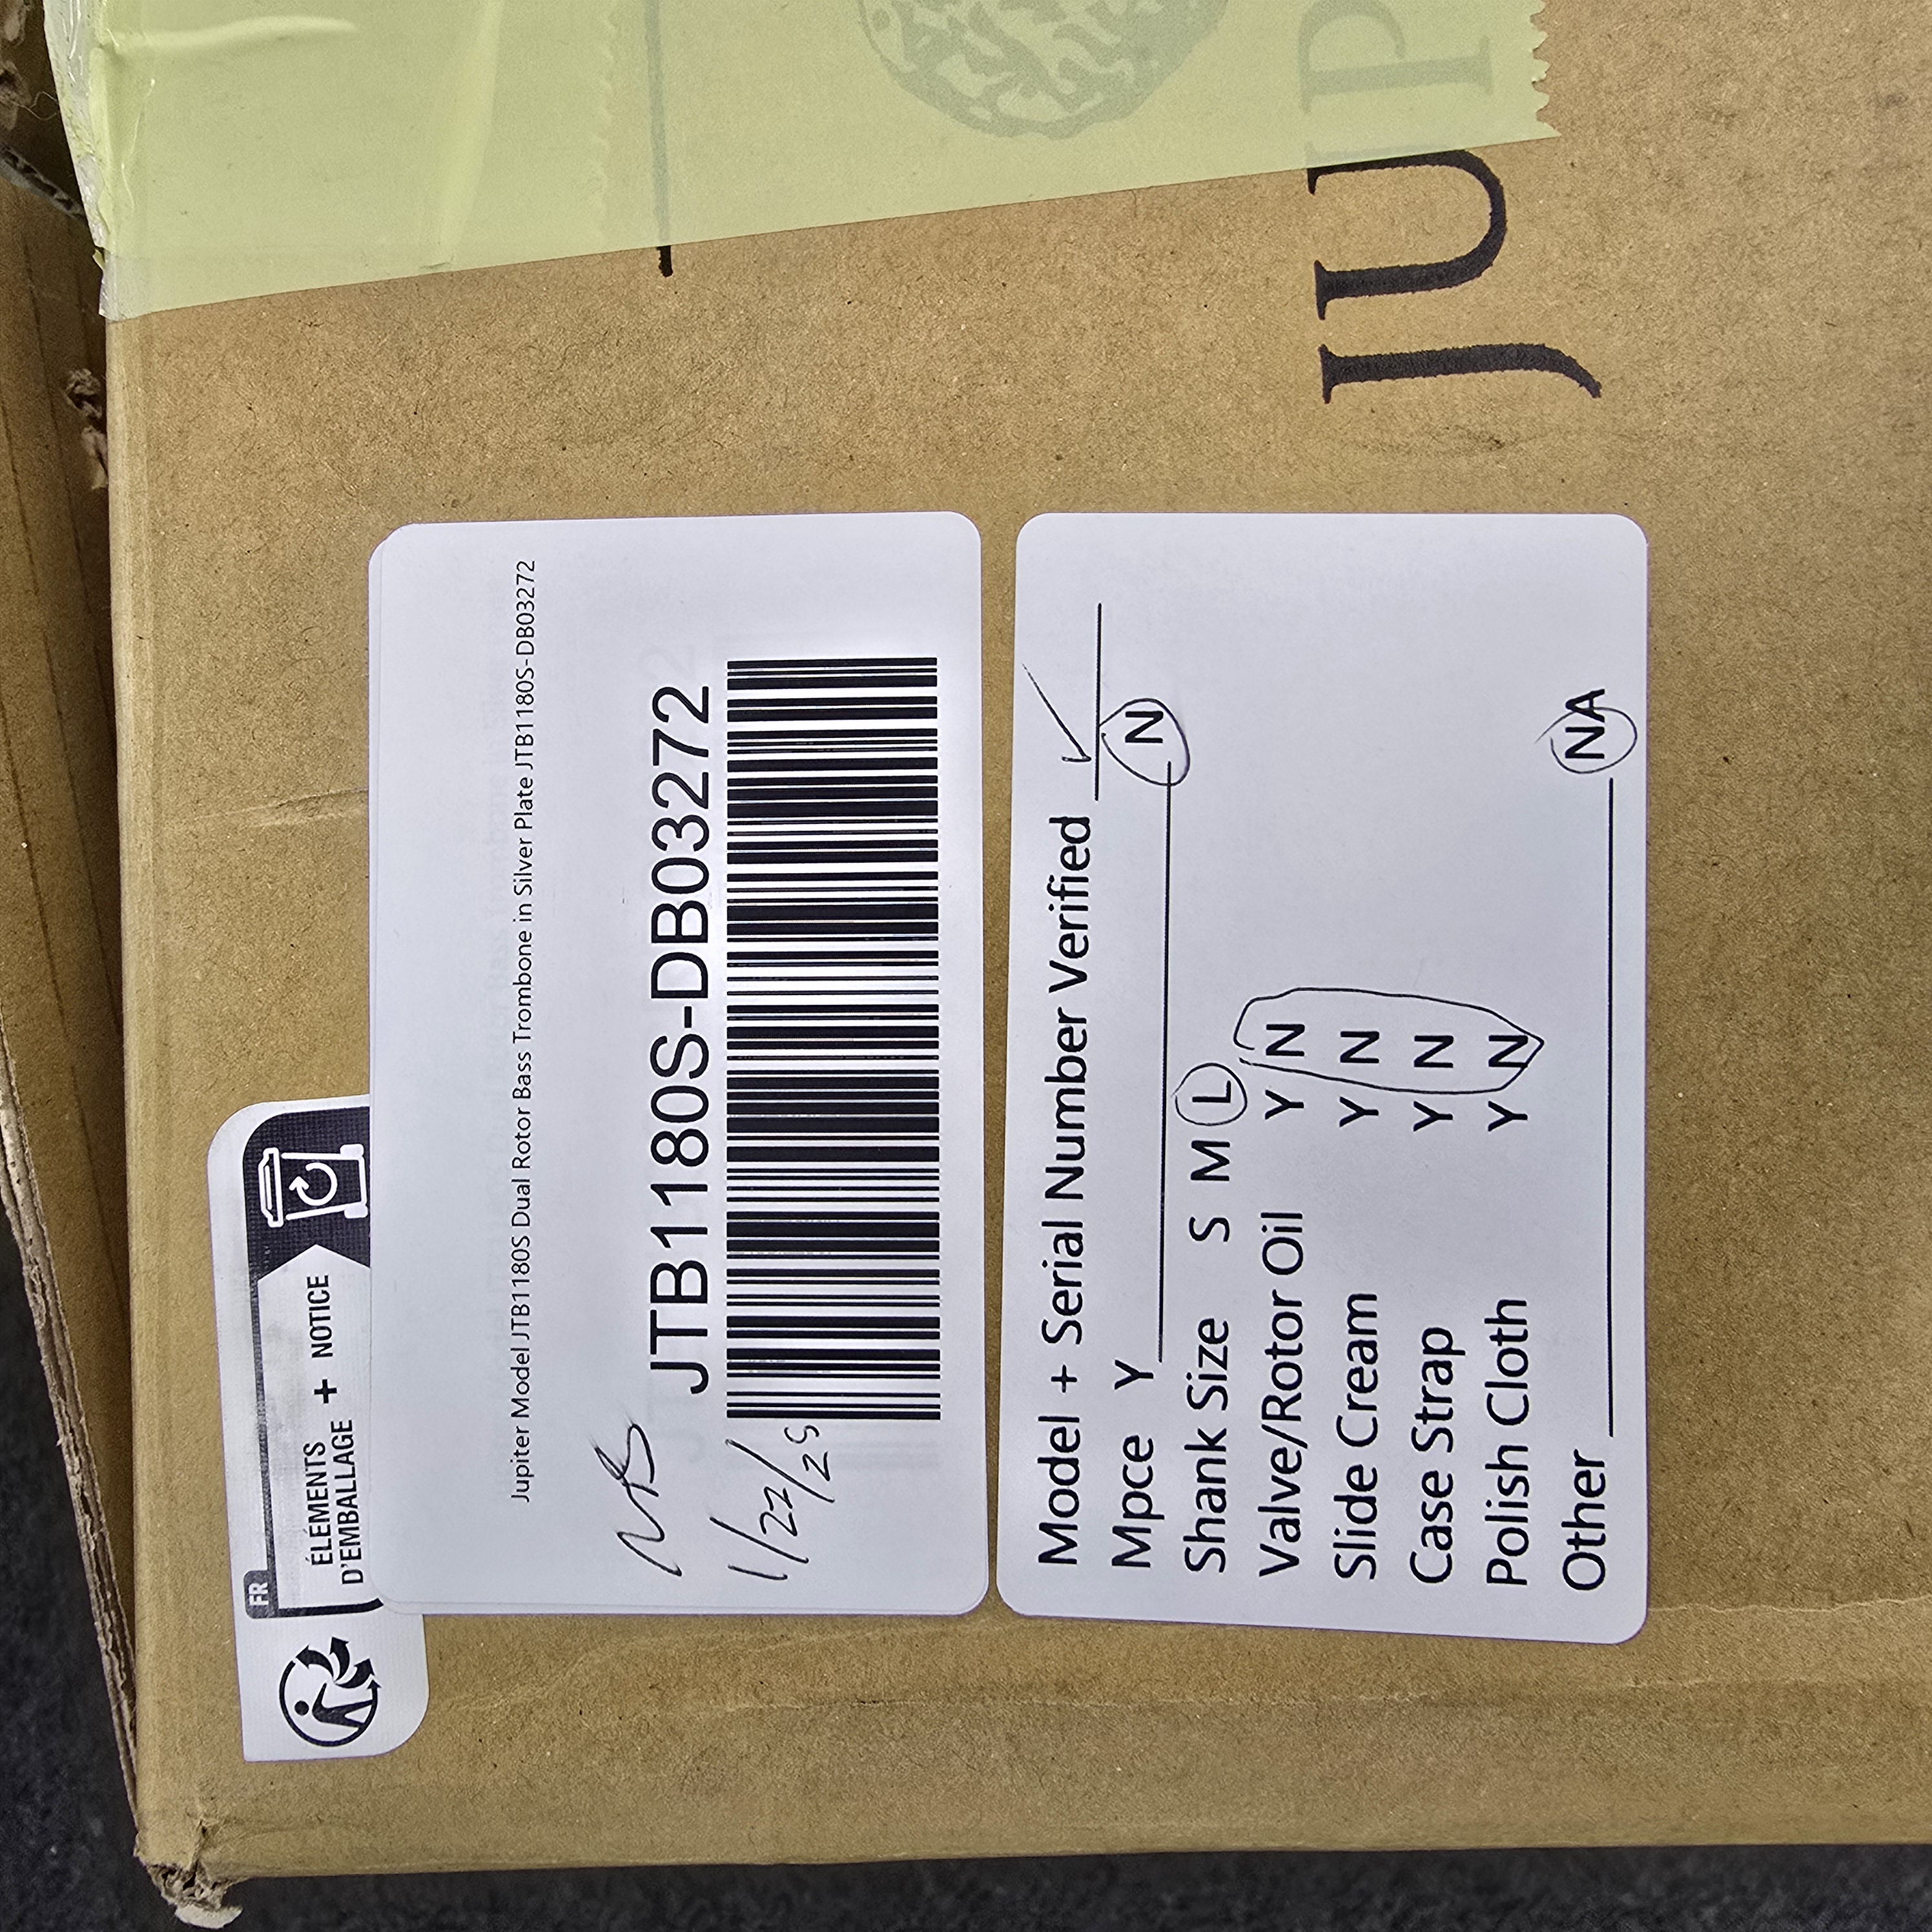 FR
ÉLÉMENTS
D'EMBALLAGE + NOTICE
Jupiter Model JTB1180S Dual Rotor Bass Trombone in Silver Plate JTB1180S-DB03272
JTB1180S-DB03272
1/22/25
Model + Serial Number Verified ✓
Mpce Y N
Shank Size S M L
Valve/Rotor Oil Y N
Slide Cream Y N
Case Strap Y N
Polish Cloth Y N
Other NA
JUP